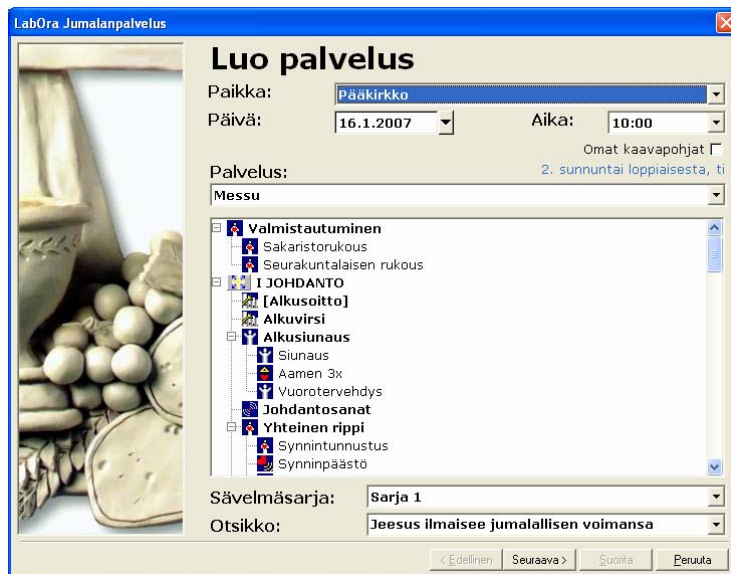 LabOra Jumalanpalvelus
Luo palvelus
Paikka: Pääkirkko
Päivä: 16.1.2007 Aika: 10:00
Omat kaavapohjat
Palvelus: 2. sunnuntai loppiaisesta, ti
Messu
Valmistautuminen
Sakaristorukous
Seurakuntalaisen rukous
I JOHDANTO
[Alkusoitto]
Alkuvirsi
Alkusiunaus
Siunaus
Aamen 3x
Vuorotervehdys
Johdantosanat
Yhteinen rippi
Synnintunnustus
Synninpäästö
Sävelmäsarja: Sarja 1
Otsikko: Jeesus ilmaisee jumalallisen voimansa
< Edellinen Seuraava > Suorita Peruuta